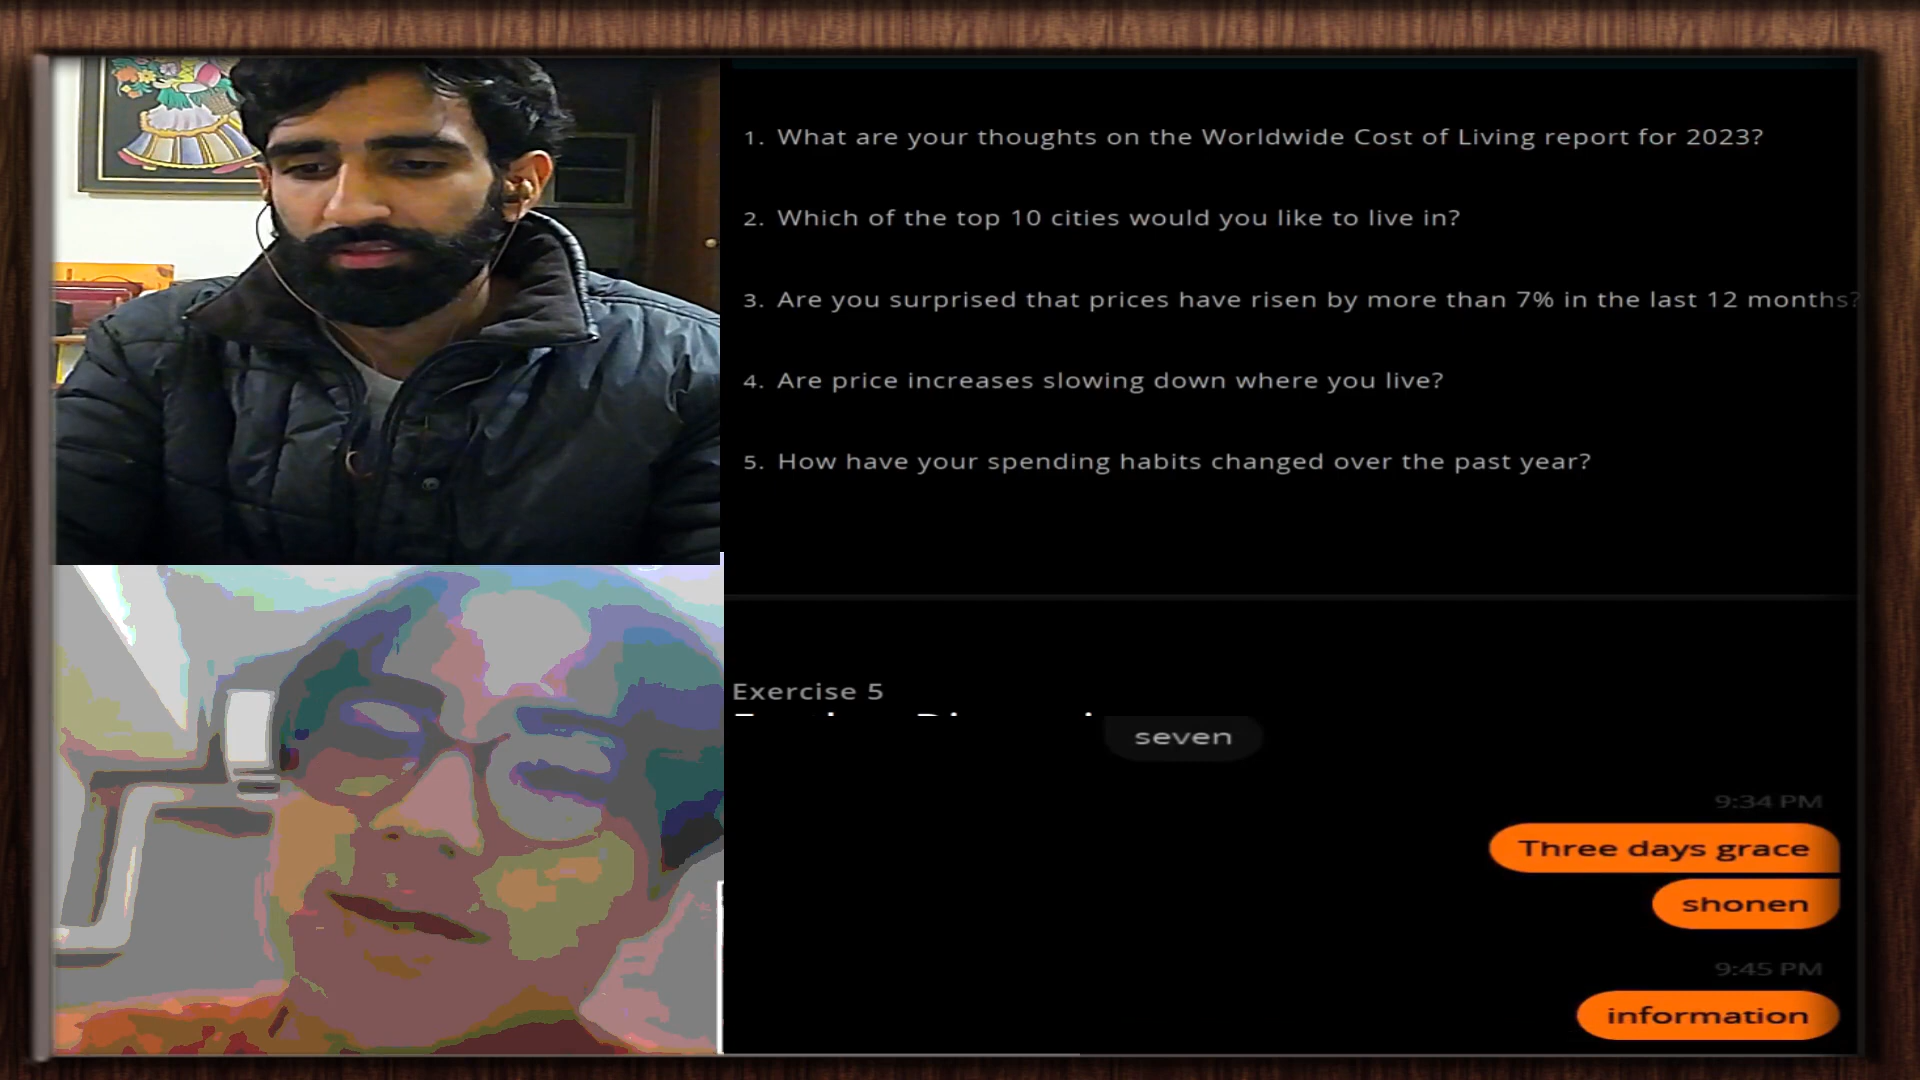 1. What are your thoughts on the Worldwide Cost of Living report for 2023?
2. Which of the top 10 cities would you like to live in?
3. Are you surprised that prices have risen by more than 7% in the last 12 months?
4. Are price increases slowing down where you live?
5. How have your spending habits changed over the past year?
Exercise 5
seven
9:34 PM
Three days grace
shonen
9:45 PM
information